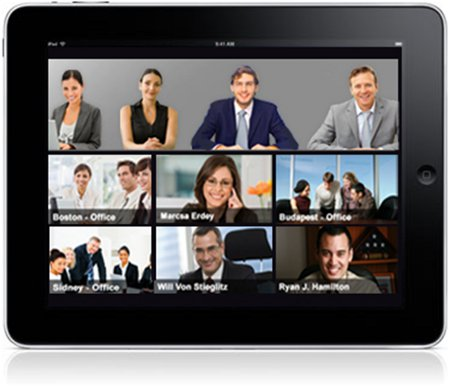 iPad
9:41 AM
Boston - Office
Marcsa Erdey
Budapest - Office
Sidney - Office
Will Von Stieglitz
Ryan J. Hamilton